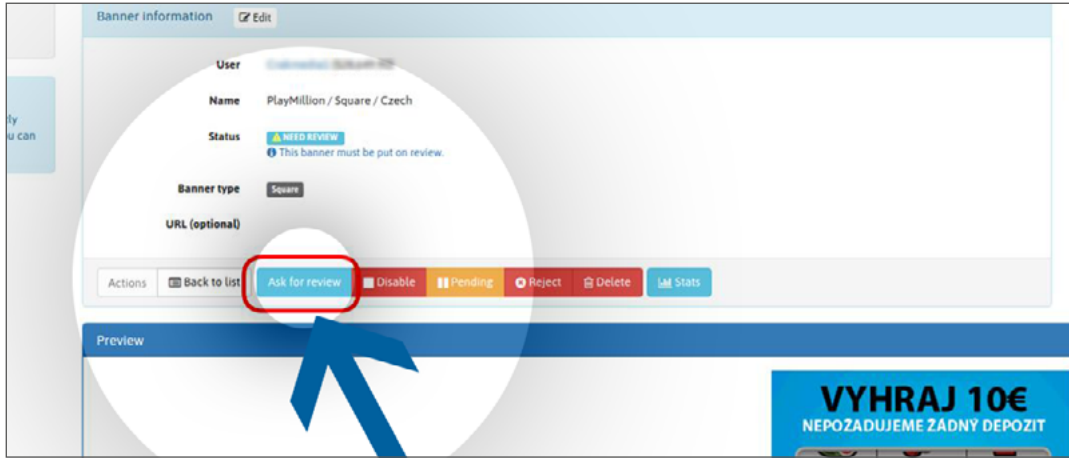 Banner information Edit
User
Name PlayMillion / Square / Czech
Status NEED REVIEW
This banner must be put on review.
Banner type Square
URL (optional)
Actions Back to list Ask for review Disable Pending Reject Delete Stats
Preview
u can
VYHRAJ 10€
NEPOŽADUJEME ŽÁDNÝ DEPOZIT